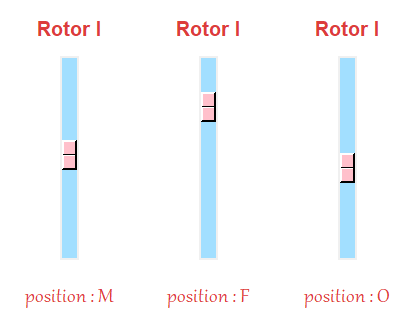 Rotor I Rotor I Rotor I
position : M position : F position : O